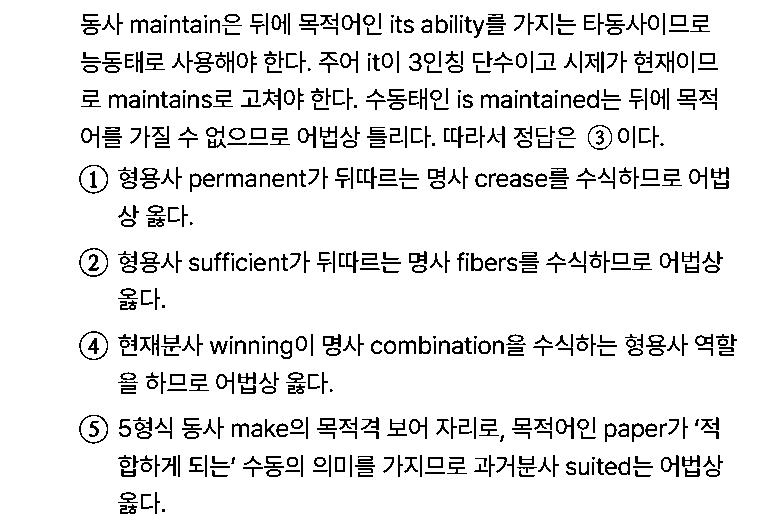 동사 maintain은 뒤에 목적어인 its ability를 가지는 타동사이므로
능동태로 사용해야 한다. 주어 it이 3인칭 단수이고 시제가 현재이므
로 maintains로 고쳐야 한다. 수동태인 is maintained는 뒤에 목적
어를 가질 수 없으므로 어법상 틀리다. 따라서 정답은 ③이다.
① 형용사 permanent가 뒤따르는 명사 crease를 수식하므로 어법
상 옳다.
② 형용사 sufficient가 뒤따르는 명사 fibers를 수식하므로 어법상
옳다.
④ 현재분사 winning이 명사 combination을 수식하는 형용사 역할
을 하므로 어법상 옳다.
⑤ 5형식 동사 make의 목적격 보어 자리로, 목적어인 paper가 ‘적
합하게 되는’ 수동의 의미를 가지므로 과거분사 suited는 어법상
옳다.